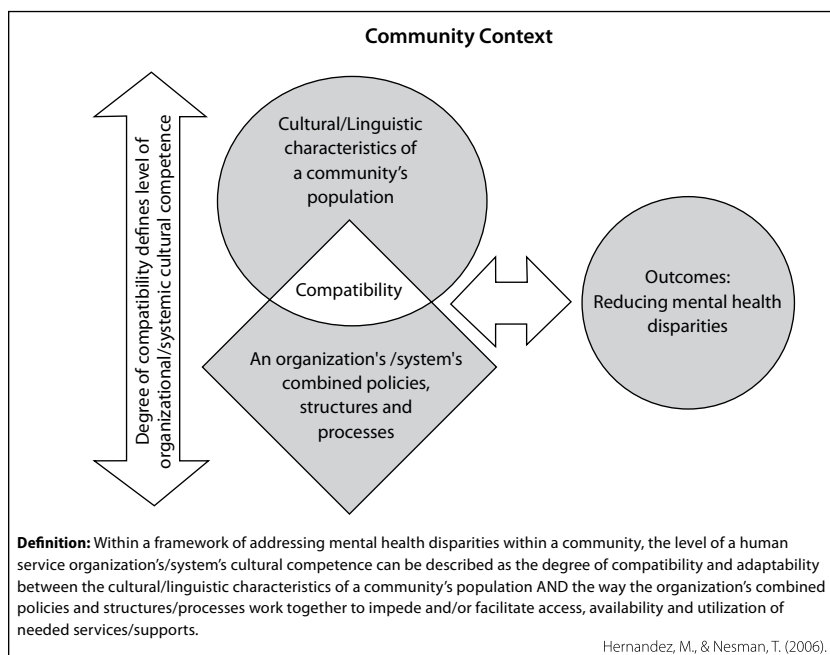 Community Context
Degree of compatibility defines level of
organizational/systemic cultural competence
Cultural/Linguistic
characteristics of
a community’s
population
Compatibility
An organization's /system's
combined policies,
structures and
processes
Outcomes:
Reducing mental health
disparities
Definition: Within a framework of addressing mental health disparities within a community, the level of a human
service organization’s/system’s cultural competence can be described as the degree of compatibility and adaptability
between the cultural/linguistic characteristics of a community’s population AND the way the organization’s combined
policies and structures/processes work together to impede and/or facilitate access, availability and utilization of
needed services/supports.
Hernandez, M., & Nesman, T. (2006).